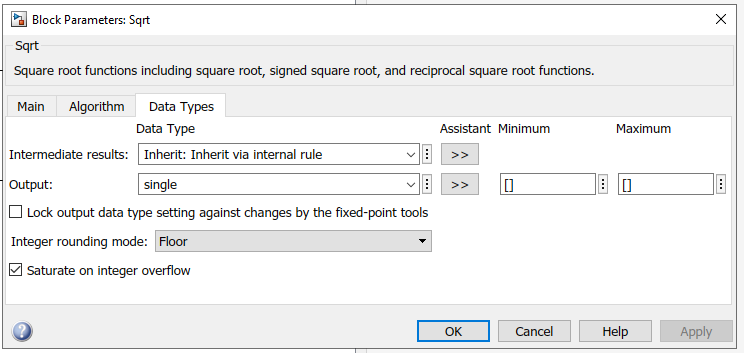 Block Parameters: Sqrt
Sqrt
Square root functions including square root, signed square root, and reciprocal square root functions.
Main Algorithm Data Types
Data Type Assistant Minimum Maximum
Intermediate results: Inherit: Inherit via internal rule >>
Output: single >> [] []
Lock output data type setting against changes by the fixed-point tools
Integer rounding mode: Floor
Saturate on integer overflow
? OK Cancel Help Apply